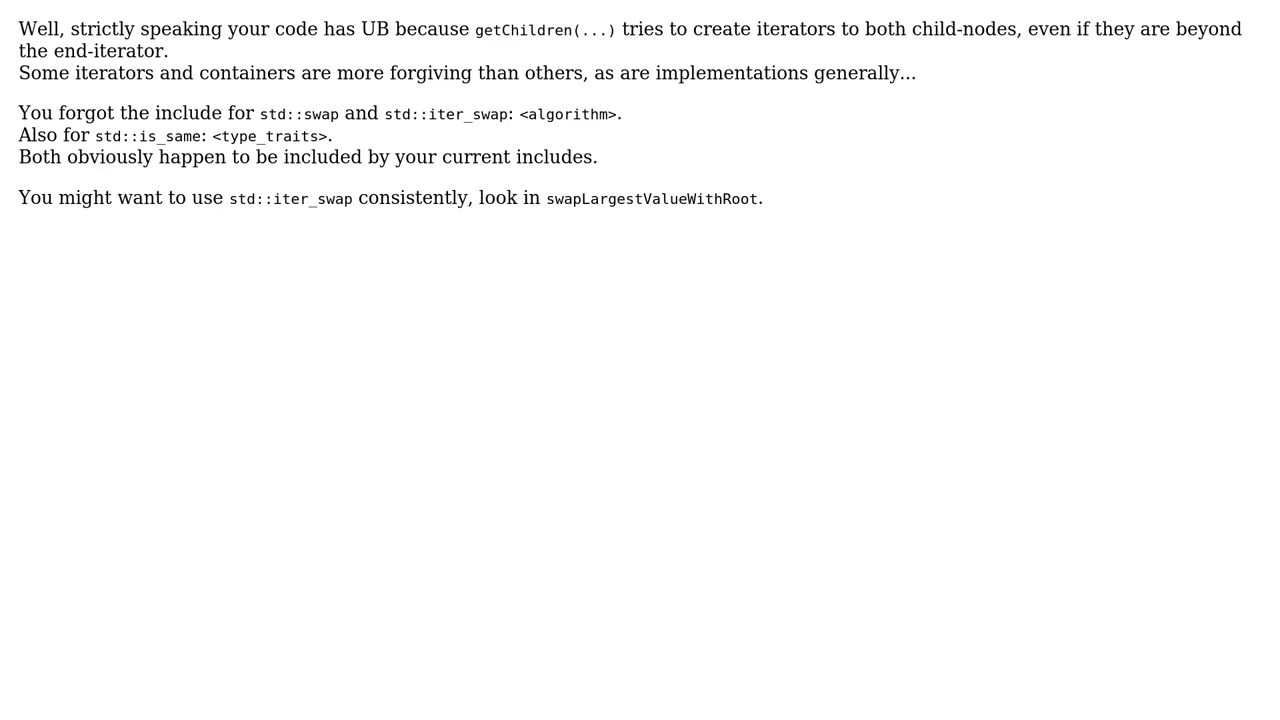 Well, strictly speaking your code has UB because getChildren(...) tries to create iterators to both child-nodes, even if they are beyond
the end-iterator.
Some iterators and containers are more forgiving than others, as are implementations generally...
You forgot the include for std::swap and std::iter_swap: <algorithm>.
Also for std::is_same: <type_traits>.
Both obviously happen to be included by your current includes.
You might want to use std::iter_swap consistently, look in swapLargestValueWithRoot.